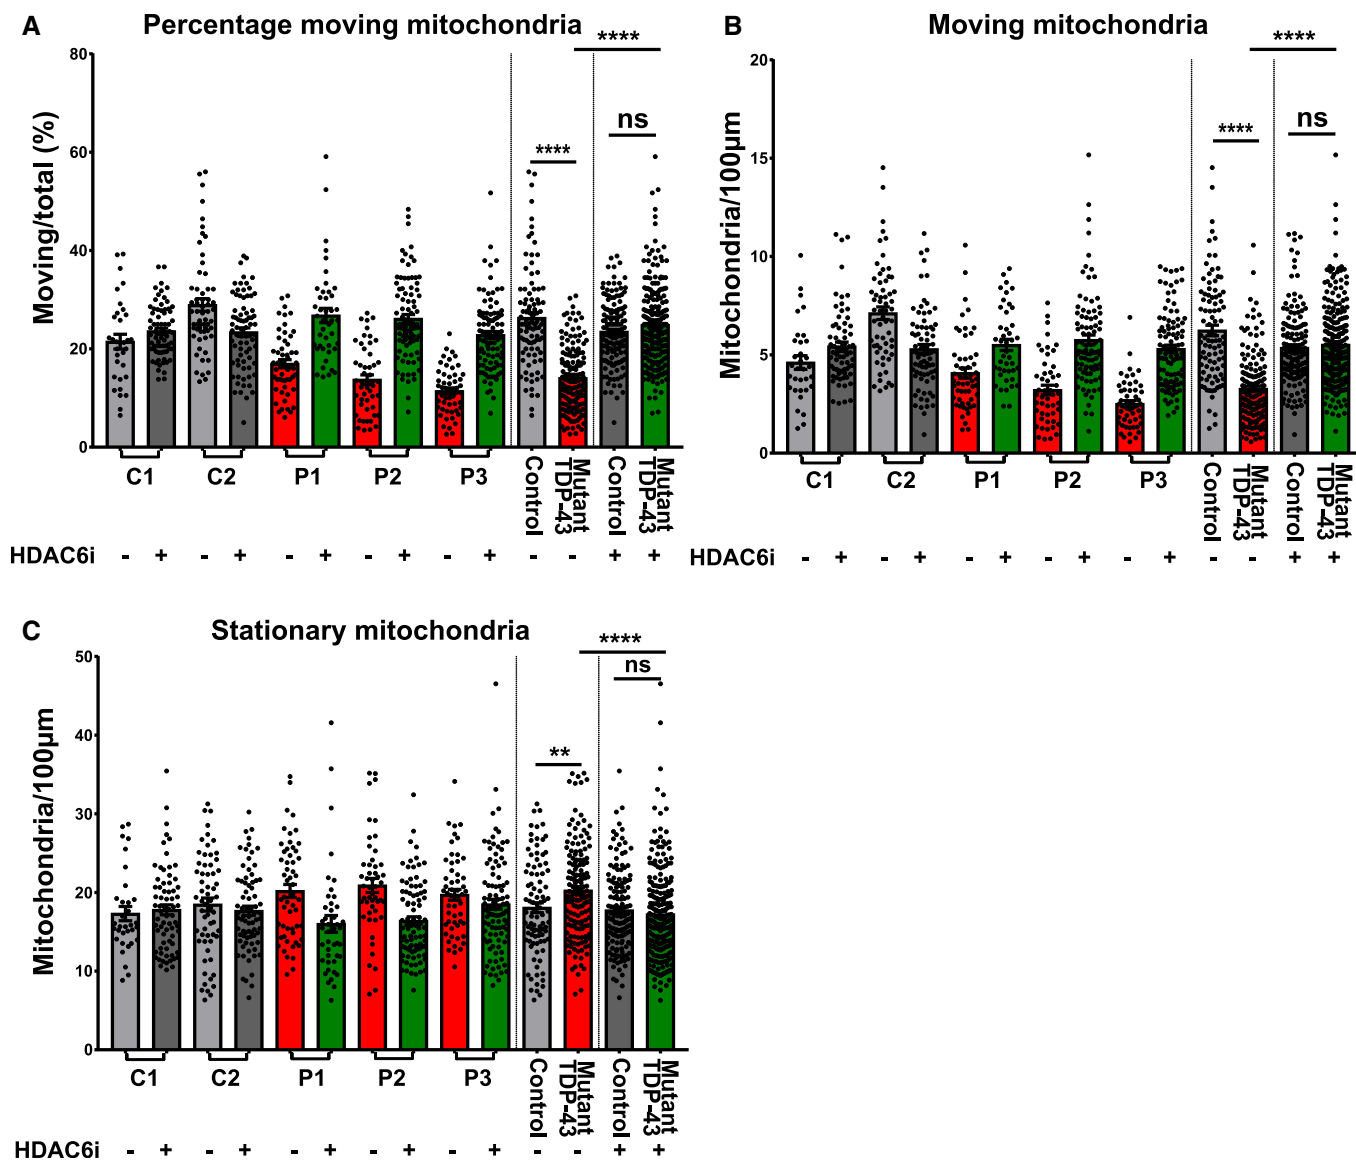 A
Percentage moving mitochondria
****
80
60
40
20
0
Moving/total (%)
****
ns
C1
C2
P1
P2
P3
Control
Mutant
TDP-43
Control
Mutant
TDP-43
HDAC6i
- + - + - + - + - + - - + +
B
Moving mitochondria
****
20
15
10
5
0
Mitochondria/100µm
****
ns
C1
C2
P1
P2
P3
Control
Mutant
TDP-43
Control
Mutant
TDP-43
HDAC6i
- + - + - + - + - + - - + +
C
Stationary mitochondria
****
ns
50
40
30
20
10
0
Mitochondria/100µm
**
C1
C2
P1
P2
P3
Control
Mutant
TDP-43
Control
Mutant
TDP-43
HDAC6i
- + - + - + - + - + - - + +